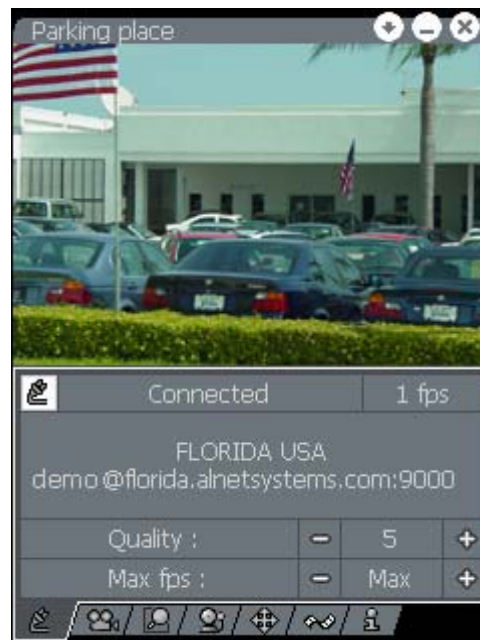 Parking place
Connected 1 fps
FLORIDA USA
demo@florida.alnetsystems.com:9000
Quality : 5
Max fps : Max